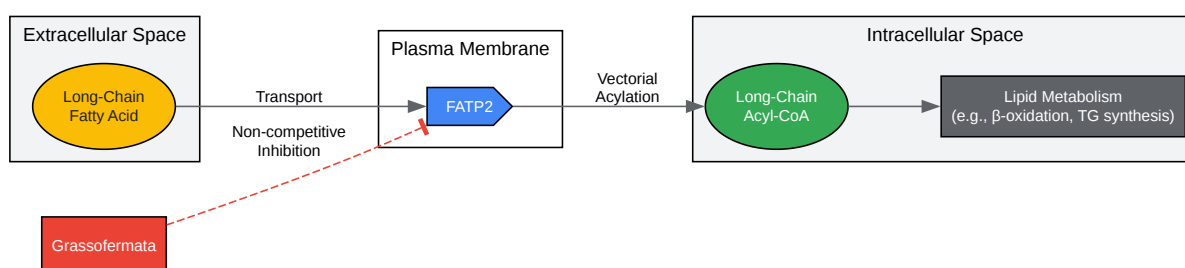 Extracellular Space
Long-Chain
Fatty Acid
Transport
Non-competitive
Inhibition
Grassofermata
Plasma Membrane
FATP2
Vectorial
Acylation
Intracellular Space
Long-Chain
Acyl-CoA
Lipid Metabolism
(e.g., β-oxidation, TG synthesis)